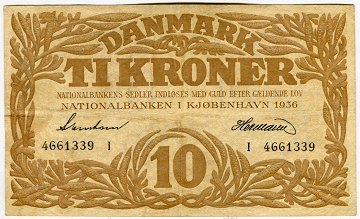 DANMARK
TI KRONER
NATIONALBANKENS SEDLER INDLØSES MED GULD EFTER GÆLDENDE LOV
NATIONALBANKEN I KJØBENHAVN 1936
4661339 I I 4661339
10